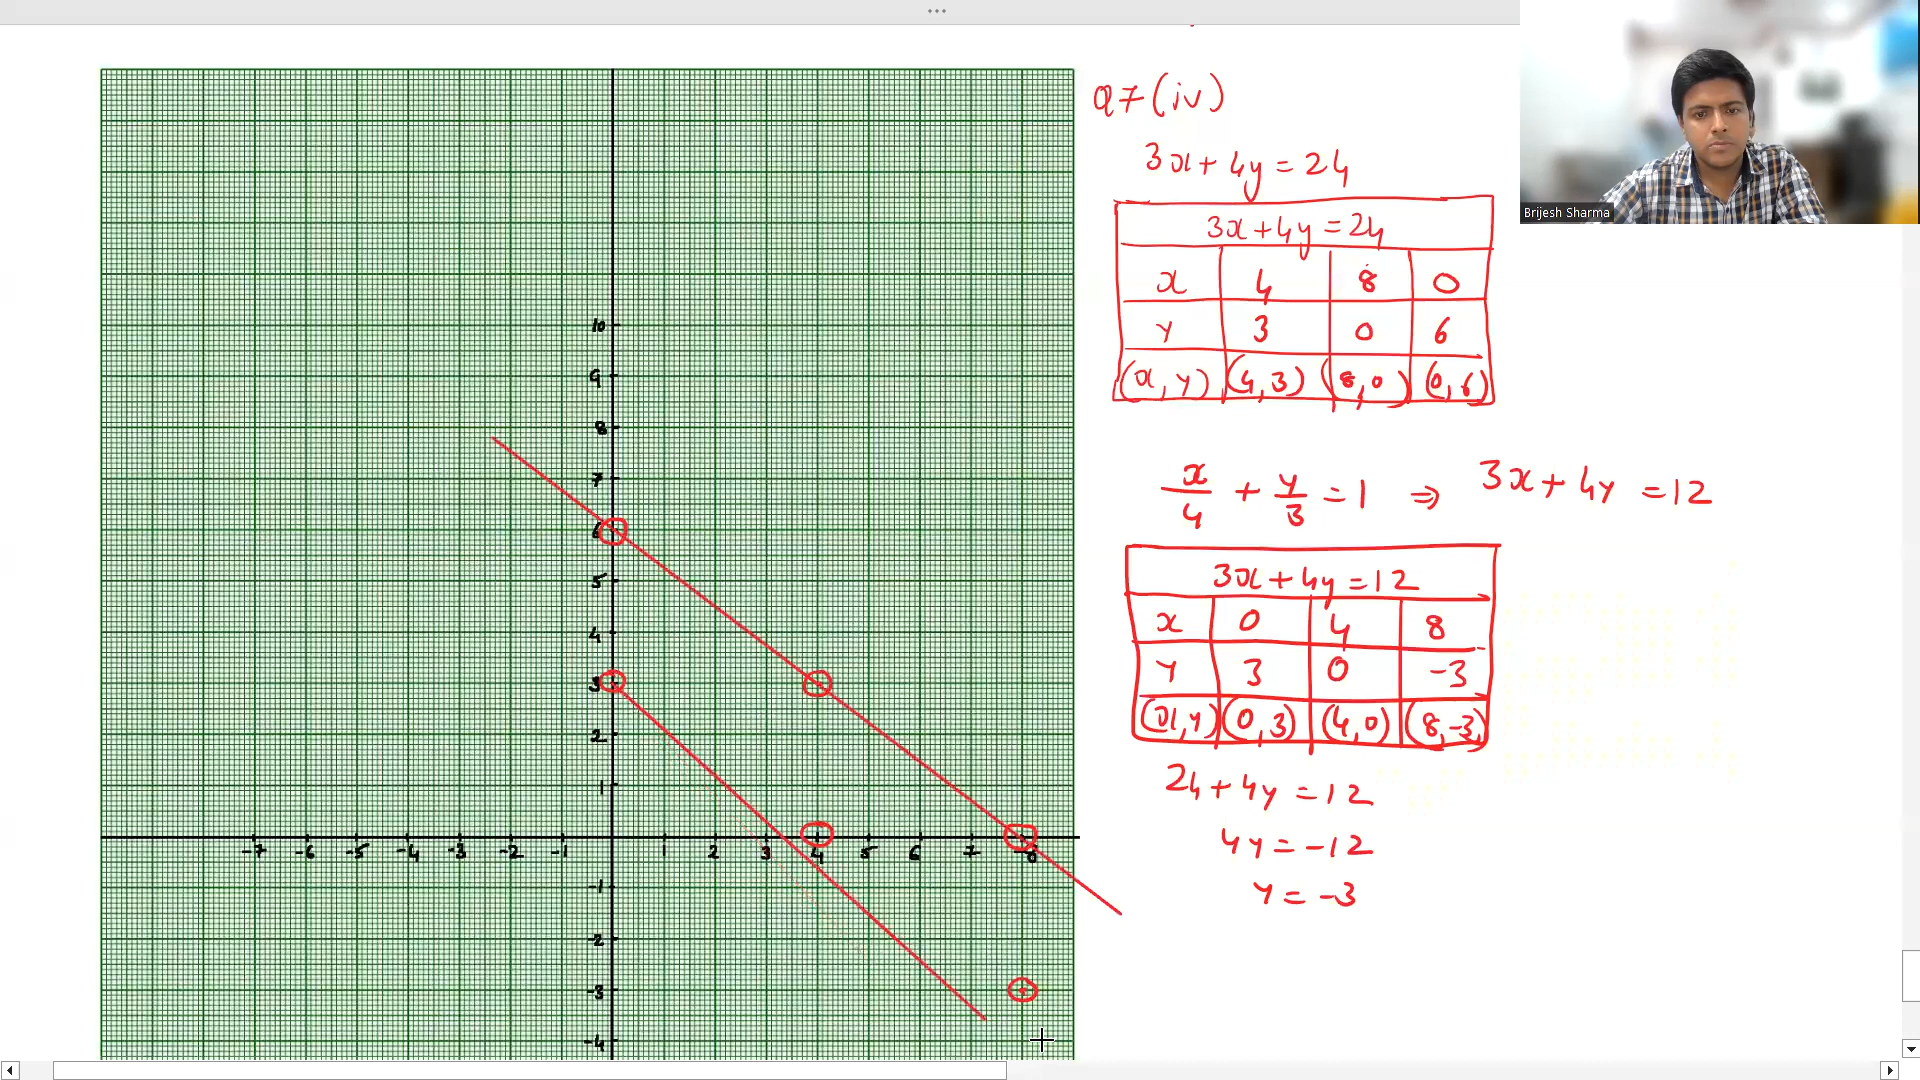 Q7(iv)
3x+4y=24
3x+4y=24
x 4 8 0
y 3 0 6
(x,y) (4,3) (8,0) (0,6)
x/4 + y/3 = 1 ⇒ 3x+4y=12
3x+4y=12
x 0 4 8
y 3 0 -3
(x,y) (0,3) (4,0) (8,-3)
24+4y=12
4y=-12
y=-3
10
9
8
7
6
5
4
3
2
1
-7 -6 -5 -4 -3 -2 -1 1 2 3 4 5 6 7 8
-1
-2
-3
-4
Brijesh Sharma